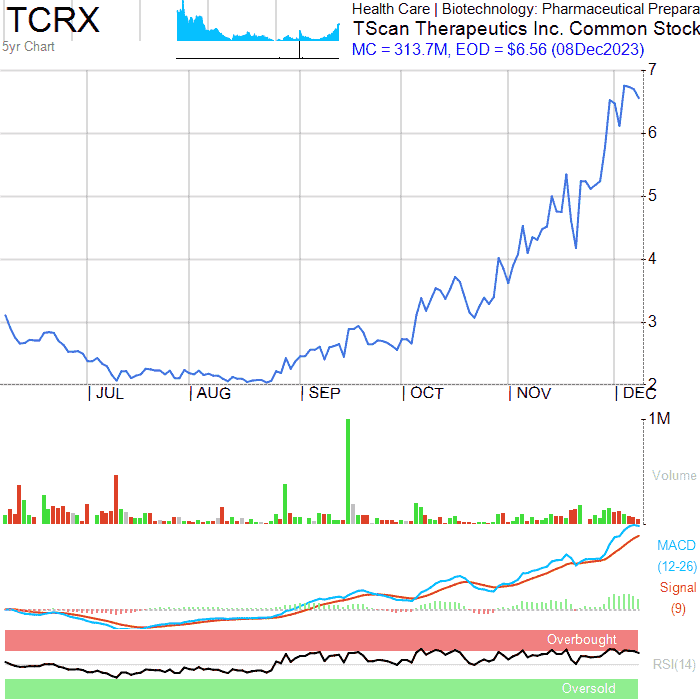 TCRX
5yr Chart
Health Care | Biotechnology: Pharmaceutical Prepara
TScan Therapeutics Inc. Common Stock
MC = 313.7M, EOD = $6.56 (08Dec2023)
7
6
5
4
3
2
JUL
AUG
SEP
OCT
NOV
DEC
1M
Volume
MACD
(12-26)
Signal
(9)
Overbought
RSI(14)
Oversold